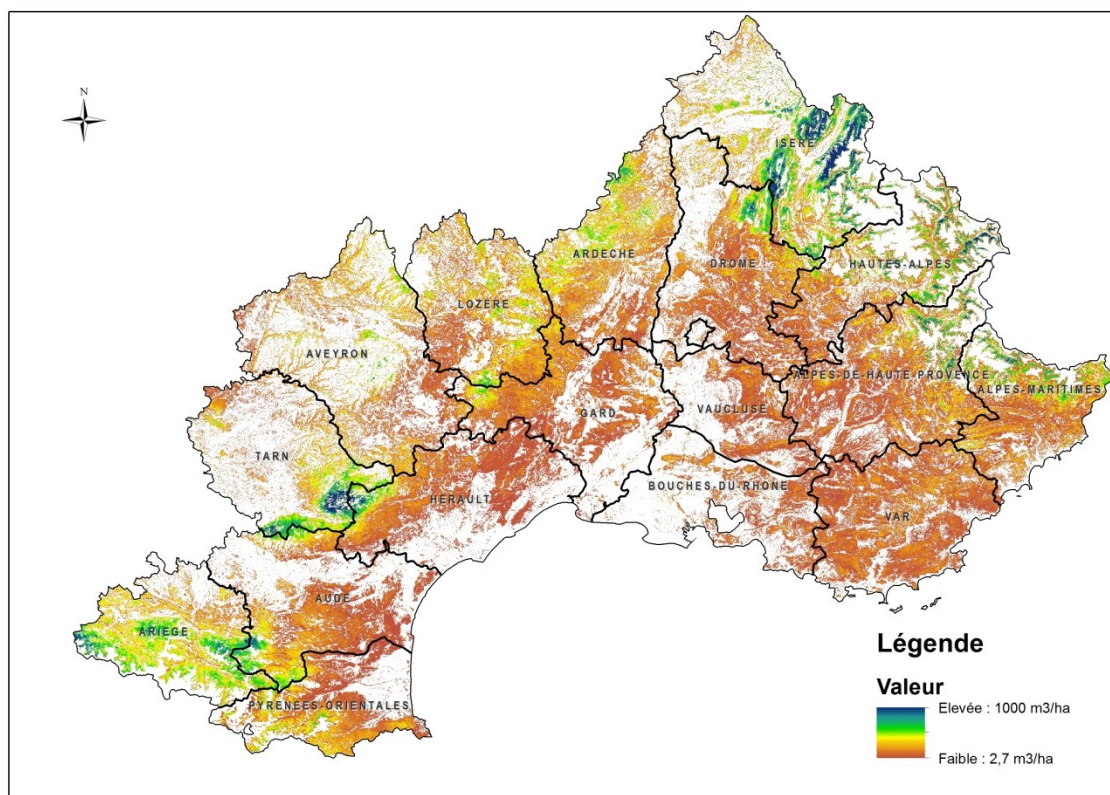 N
ISERE
ARDECHE
DROME
HAUTES-ALPES
LOZERE
AVEYRON
ALPES-DE-HAUTE-PROVENCE
ALPES-MARITIMES
GARD
VAUCLUSE
TARN
HERAULT
BOUCHES-DU-RHONE
VAR
AUDE
ARIEGE
PYRENEES-ORIENTALES
Légende
Valeur
Elevée : 1000 m3/ha
Faible : 2,7 m3/ha